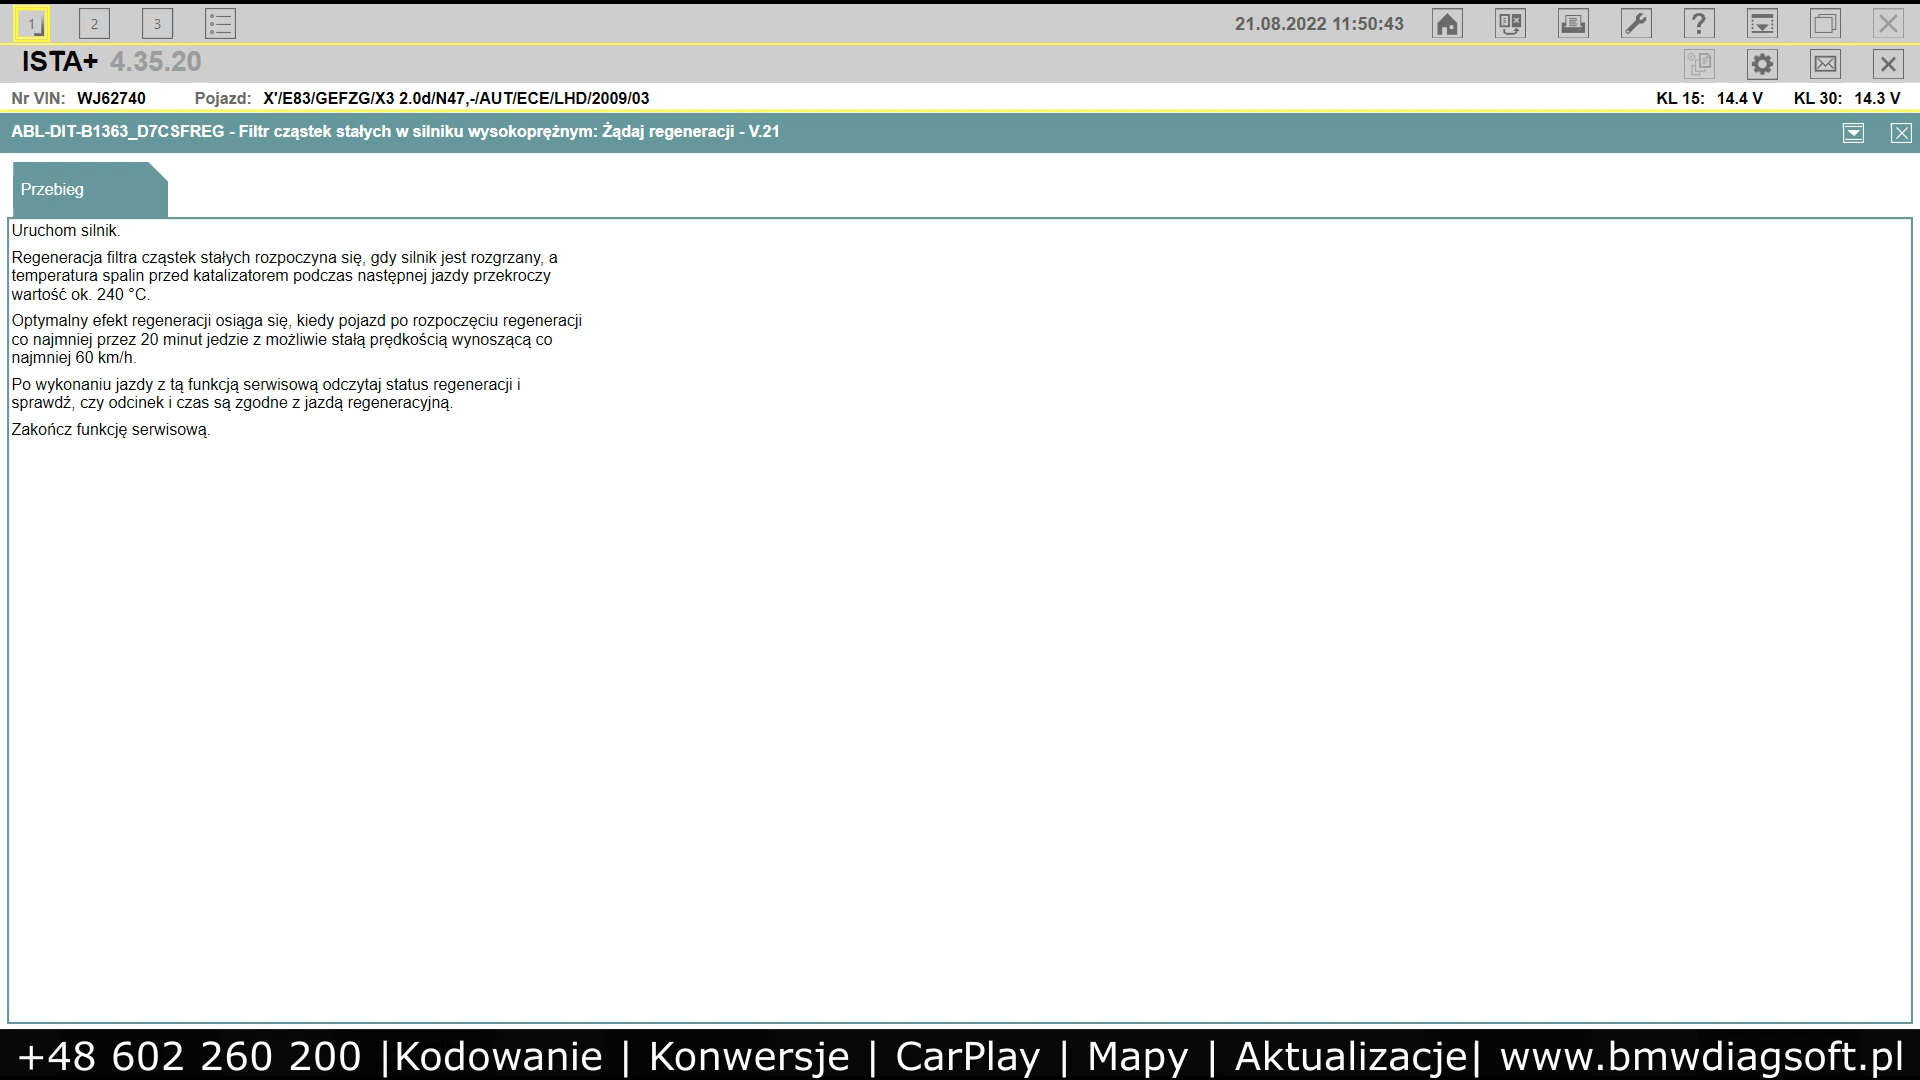 1 2 3 21.08.2022 11:50:43 ?
ISTA+ 4.35.20
Nr VIN: WJ62740 Pojazd: X'/E83/GEFZG/X3 2.0d/N47,-/AUT/ECE/LHD/2009/03 KL 15: 14.4 V KL 30: 14.3 V
ABL-DIT-B1363_D7CSFREG - Filtr cząstek stałych w silniku wysokoprężnym: Żądaj regeneracji - V.21
Przebieg
Uruchom silnik.
Regeneracja filtra cząstek stałych rozpoczyna się, gdy silnik jest rozgrzany, a
temperatura spalin przed katalizatorem podczas następnej jazdy przekroczy
wartość ok. 240 °C.
Optymalny efekt regeneracji osiąga się, kiedy pojazd po rozpoczęciu regeneracji
co najmniej przez 20 minut jedzie z możliwie stałą prędkością wynoszącą co
najmniej 60 km/h.
Po wykonaniu jazdy z tą funkcją serwisową odczytaj status regeneracji i
sprawdź, czy odcinek i czas są zgodne z jazdą regeneracyjną.
Zakończ funkcję serwisową.
+48 602 260 200 |Kodowanie | Konwersje | CarPlay | Mapy | Aktualizacje| www.bmwdiagsoft.pl